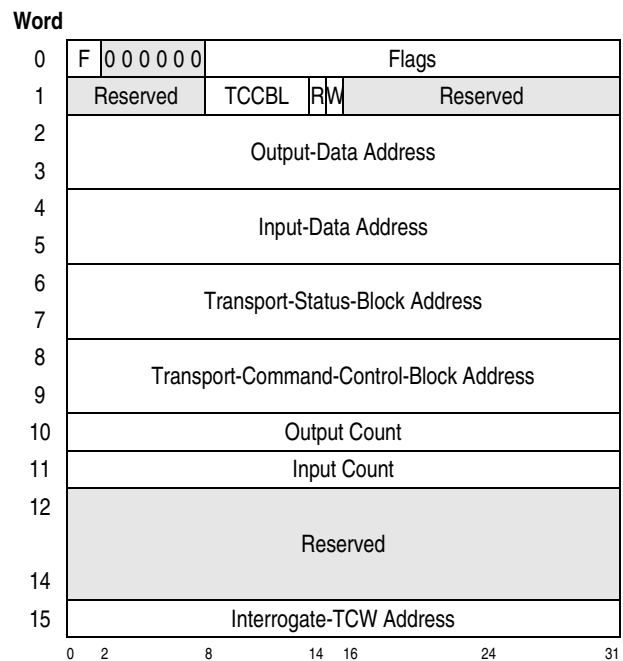 Word
0 F 0 0 0 0 0 0 Flags
1 Reserved TCCBL R W Reserved
2
Output-Data Address
3
4
Input-Data Address
5
6
Transport-Status-Block Address
7
8
Transport-Command-Control-Block Address
9
10 Output Count
11 Input Count
12
Reserved
14
15 Interrogate-TCW Address
0 2 8 14 16 24 31